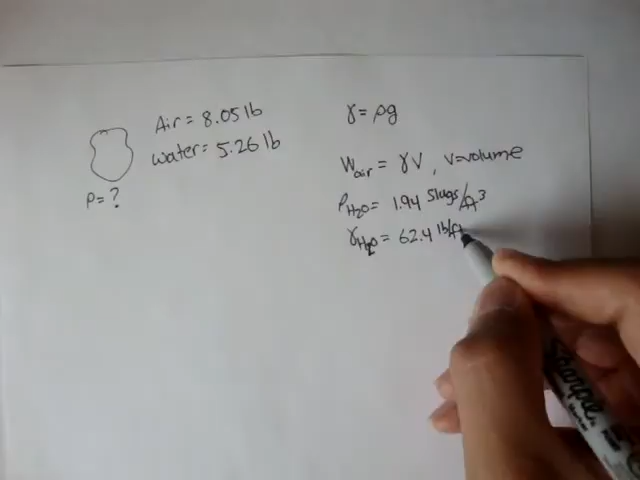 Air = 8.05 lb
water = 5.26 lb
ρ = ?
γ = ρg
W_air = γV , V=volume
ρ_H₂O = 1.94 slugs/ft³
γ_H₂O = 62.4 lb/ft
Sharpie